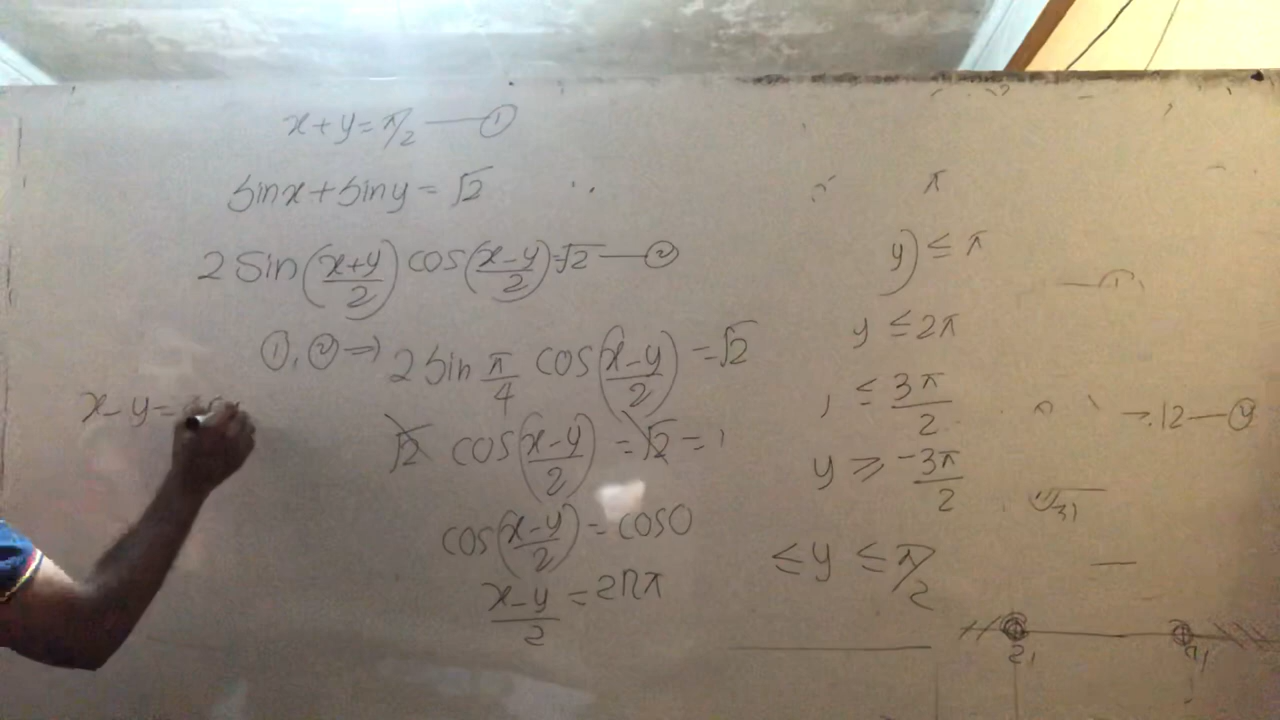 x+y=π/2 — ①
Sinx+Siny=√2
2 Sin(x+y/2) cos(x-y/2)=√2 — ②
①,②⇒ 2 Sin π/4 cos(x-y/2)=√2
√2 cos(x-y/2)=√2=1
cos(x-y/2)=cos0
x-y/2=2nπ
x-y=
π
y)≤π
y≤2π
≤3π/2
y≥-3π/2
≤y≤π/2